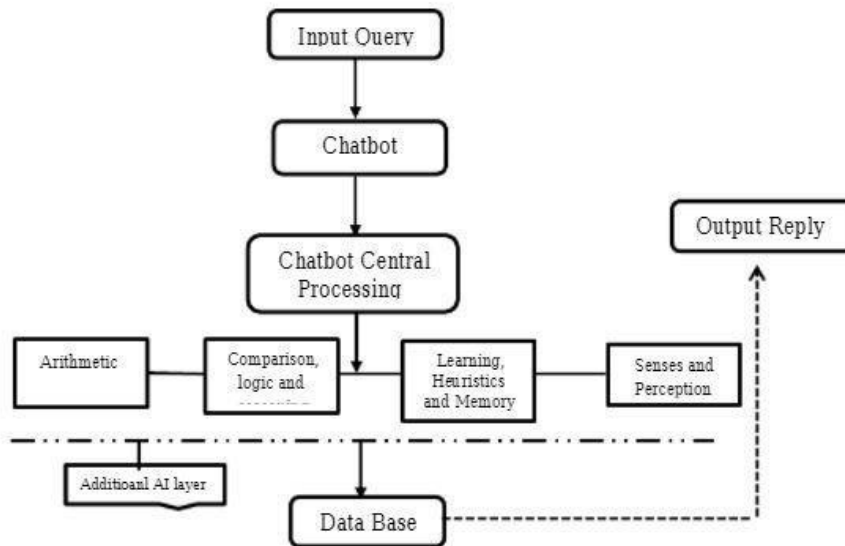 Input Query
Chatbot
Output Reply
Chatbot Central
Processing
Arithmetic
Comparison,
logic and
Learning,
Heuristics
and Memory
Senses and
Perception
Additioanl AI layer
Data Base